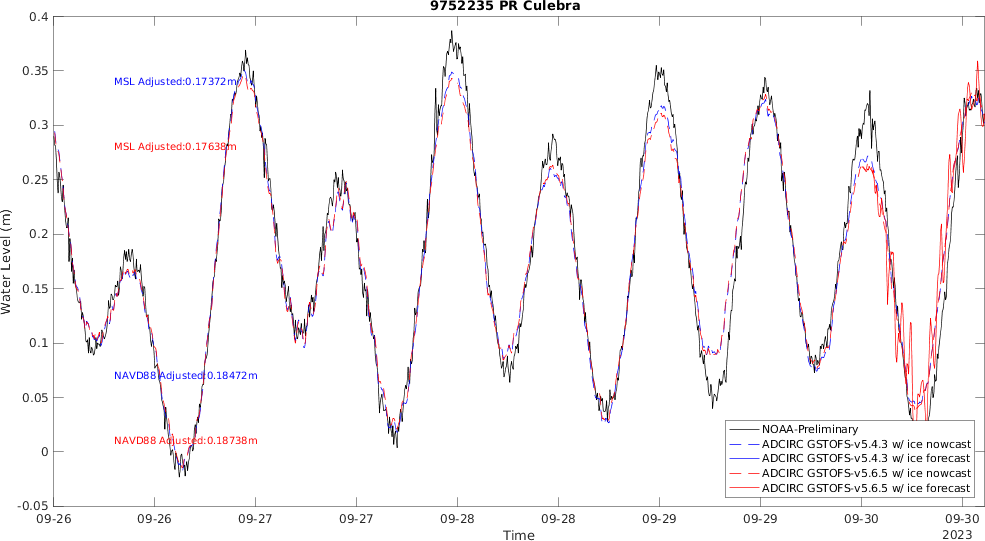 9752235 PR Culebra
0.4
0.35
0.3
0.25
0.2
0.15
0.1
0.05
0
-0.05
Water Level (m)
MSL Adjusted:0.17372m
MSL Adjusted:0.17638m
NAVD88 Adjusted:0.18472m
NAVD88 Adjusted:0.18738m
NOAA-Preliminary
ADCIRC GSTOFS-v5.4.3 w/ ice nowcast
ADCIRC GSTOFS-v5.4.3 w/ ice forecast
ADCIRC GSTOFS-v5.6.5 w/ ice nowcast
ADCIRC GSTOFS-v5.6.5 w/ ice forecast
09-26 09-26 09-27 09-27 09-28 09-28 09-29 09-29 09-30 09-30
2023
Time